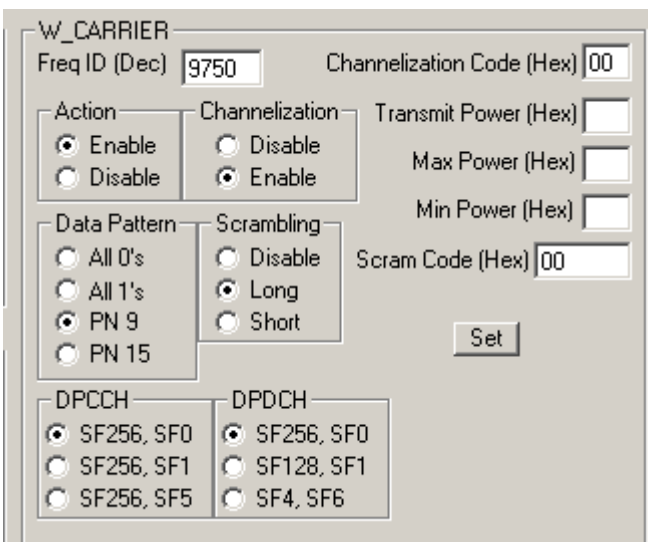 W_CARRIER
Freq ID (Dec) 9750
Channelization Code (Hex) 00
Action
Enable
Disable
Channelization
Disable
Enable
Transmit Power (Hex)
Max Power (Hex)
Min Power (Hex)
Scram Code (Hex) 00
Data Pattern
All 0's
All 1's
PN 9
PN 15
Scrambling
Disable
Long
Short
Set
DPCCH
SF256, SF0
SF256, SF1
SF256, SF5
DPDCH
SF256, SF0
SF128, SF1
SF4, SF6